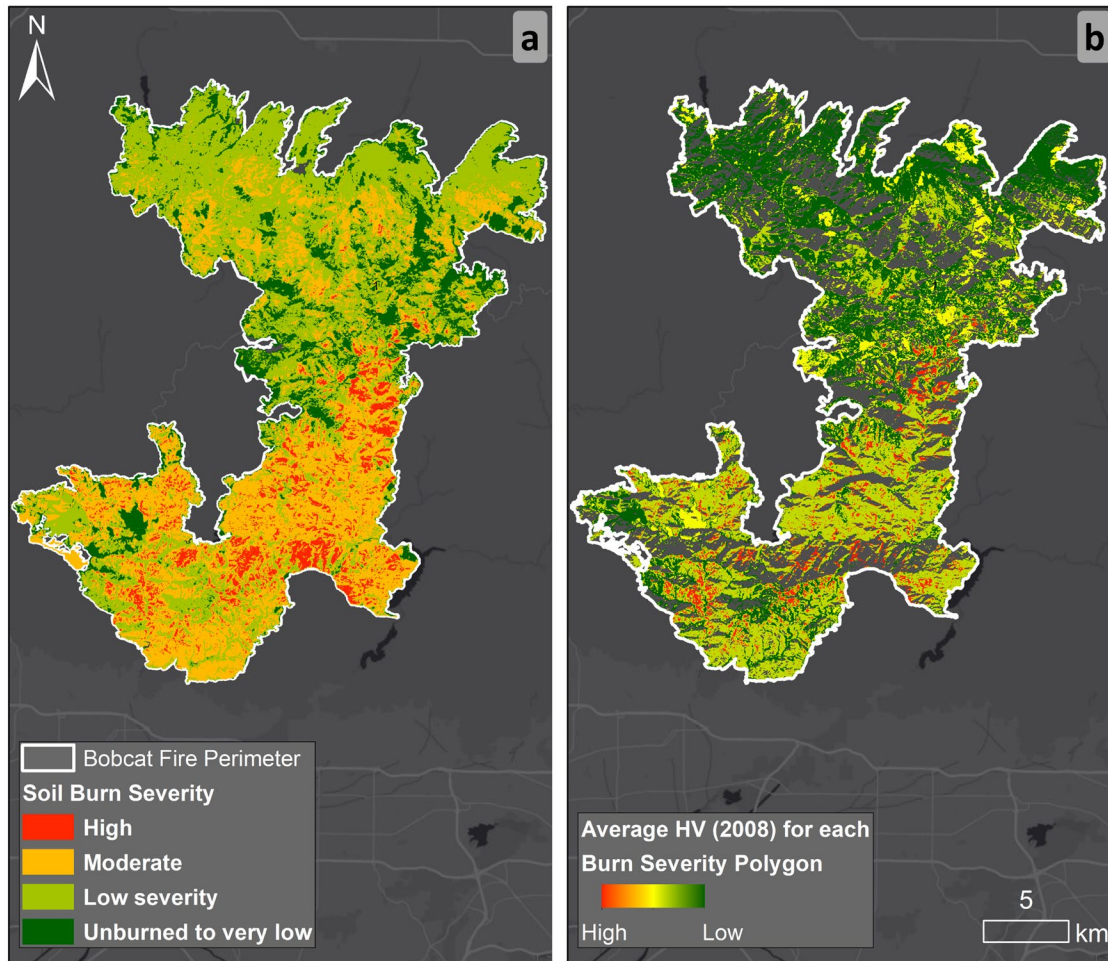 N
a
Bobcat Fire Perimeter
Soil Burn Severity
High
Moderate
Low severity
Unburned to very low
b
Average HV (2008) for each
Burn Severity Polygon
High Low
5
km